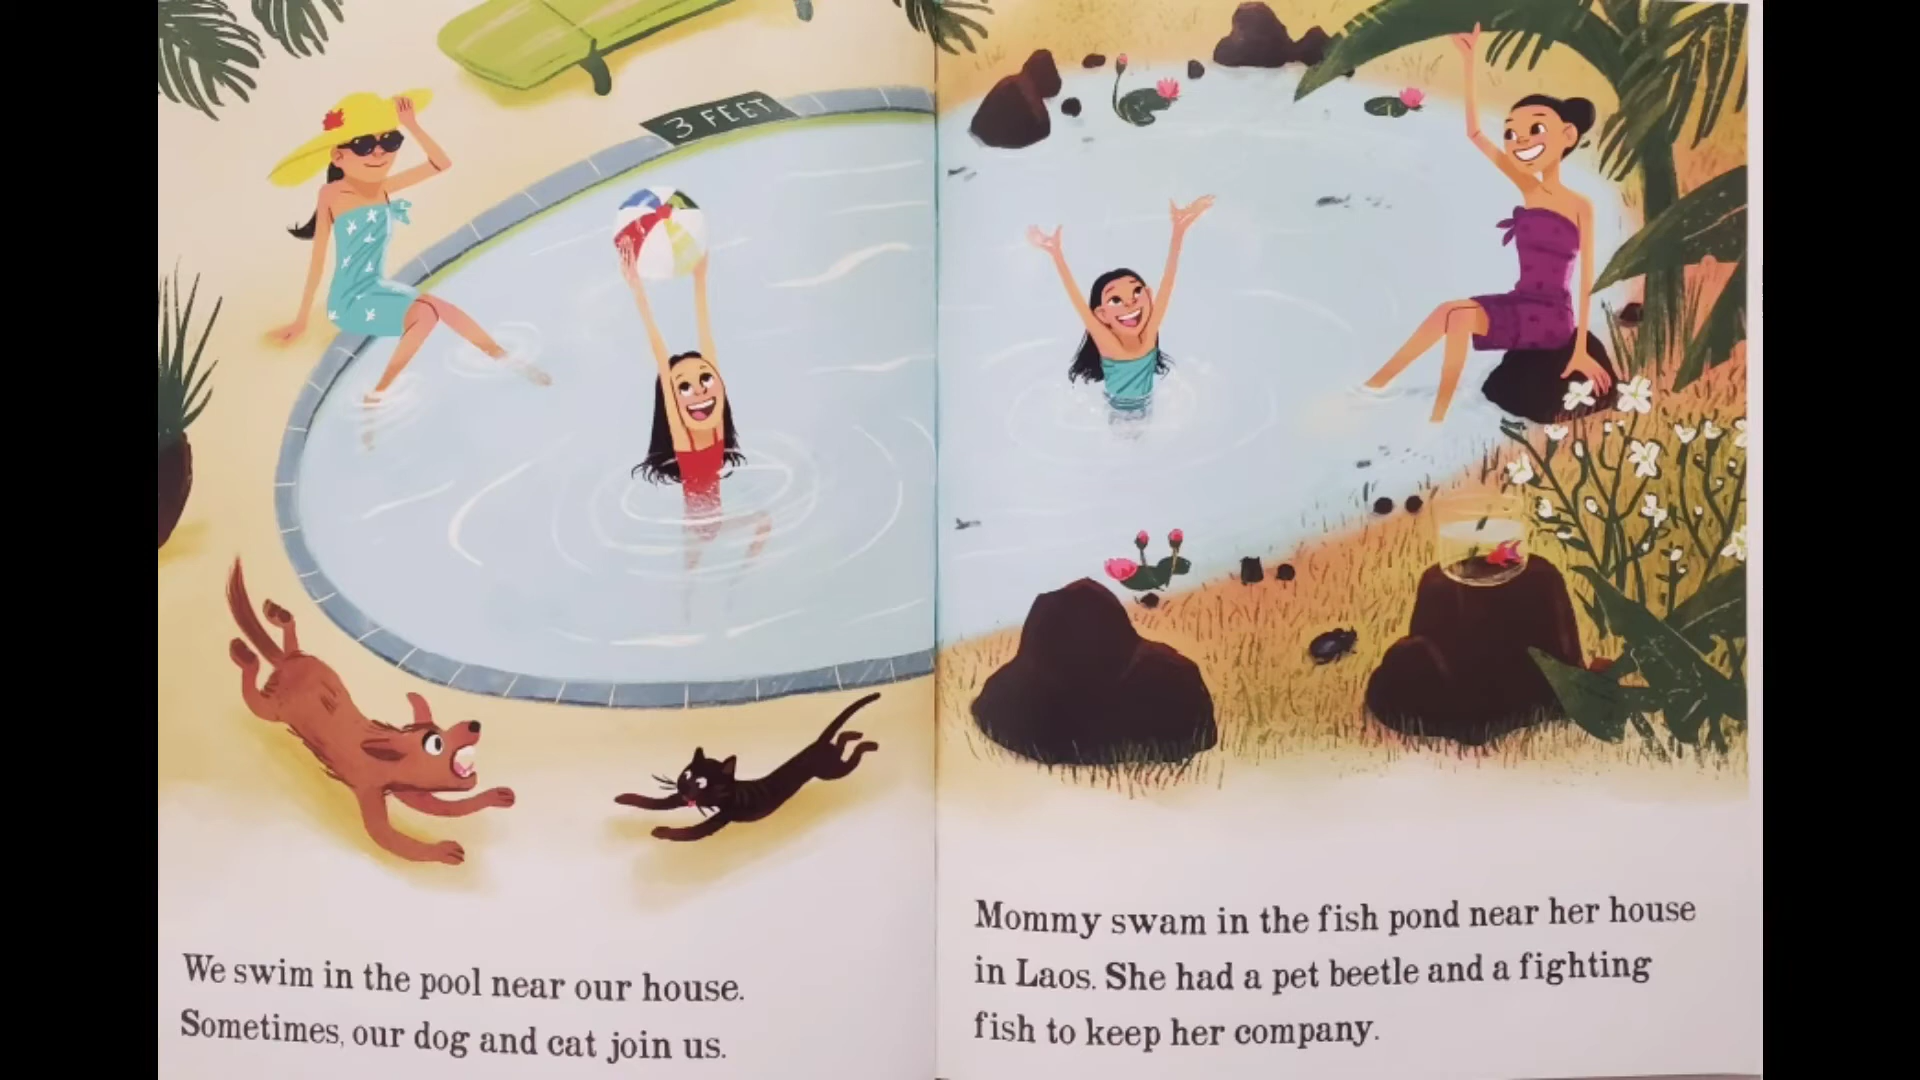 3 FEET
We swim in the pool near our house.
Sometimes, our dog and cat join us.
Mommy swam in the fish pond near her house
in Laos. She had a pet beetle and a fighting
fish to keep her company.